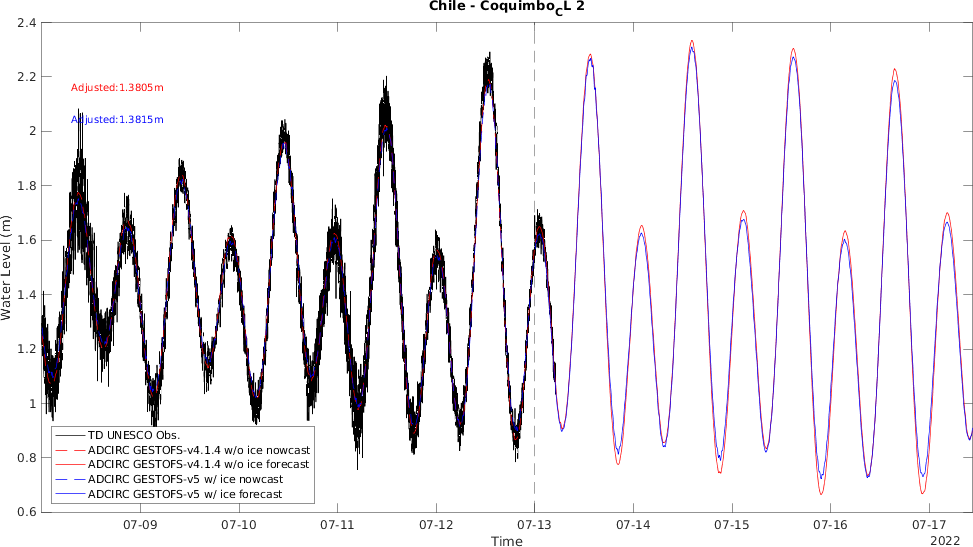 Chile - Coquimbo_CL 2
2.4
2.2
2
1.8
1.6
1.4
1.2
1
0.8
0.6
Water Level (m)
Adjusted:1.3805m
Adjusted:1.3815m
TD UNESCO Obs.
ADCIRC GESTOFS-v4.1.4 w/o ice nowcast
ADCIRC GESTOFS-v4.1.4 w/o ice forecast
ADCIRC GESTOFS-v5 w/ ice nowcast
ADCIRC GESTOFS-v5 w/ ice forecast
07-09 07-10 07-11 07-12 07-13 07-14 07-15 07-16 07-17
Time
2022